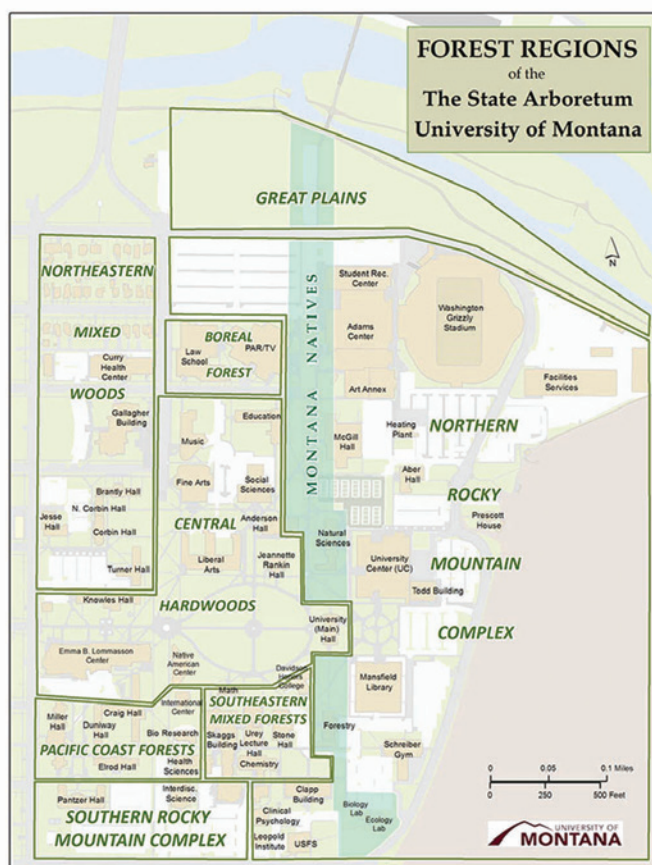 FOREST REGIONS
of the
The State Arboretum
University of Montana
GREAT PLAINS
N
NORTHEASTERN
MIXED
WOODS
Curry
Health
Center
Gallagher
Building
Brantly Hall
N. Corbin Hall
Jesse
Hall
Corbin Hall
Turner Hall
BOREAL
FOREST
Law
School
PAR/TV
MONTANA NATIVES
Student Rec.
Center
Adams
Center
Washington
Grizzly
Stadium
Art Annex
Facilities
Services
Education
Music
McGill
Hall
Heating
Plant
NORTHERN
Fine Arts
Social
Sciences
Aber
Hall
ROCKY
Prescott
House
CENTRAL
Anderson
Hall
Natural
Sciences
Liberal
Arts
Jeannette
Rankin
Hall
University
Center (UC)
MOUNTAIN
Todd Building
HARDWOODS
Knowles Hall
University
(Main)
Hall
COMPLEX
Emma B. Lommasson
Center
Native
American
Center
Davidson
Honors
College
Mansfield
Library
Math
International
Center
SOUTHEASTERN
MIXED FORESTS
Miller
Hall
Craig Hall
Duniway
Hall
Bio Research
Skaggs
Building
Urey
Lecture
Hall
Stone
Hall
Forestry
PACIFIC COAST FORESTS
Elrod Hall
Health
Sciences
Chemistry
Schreiber
Gym
Pantzer Hall
Interdisc.
Science
Clapp
Building
Clinical
Psychology
Biology
Lab
Ecology
Lab
SOUTHERN ROCKY
MOUNTAIN COMPLEX
Leopold
Institute
USFS
0 0.05 0.1 Miles
0 250 500 Feet
UNIVERSITY OF
MONTANA